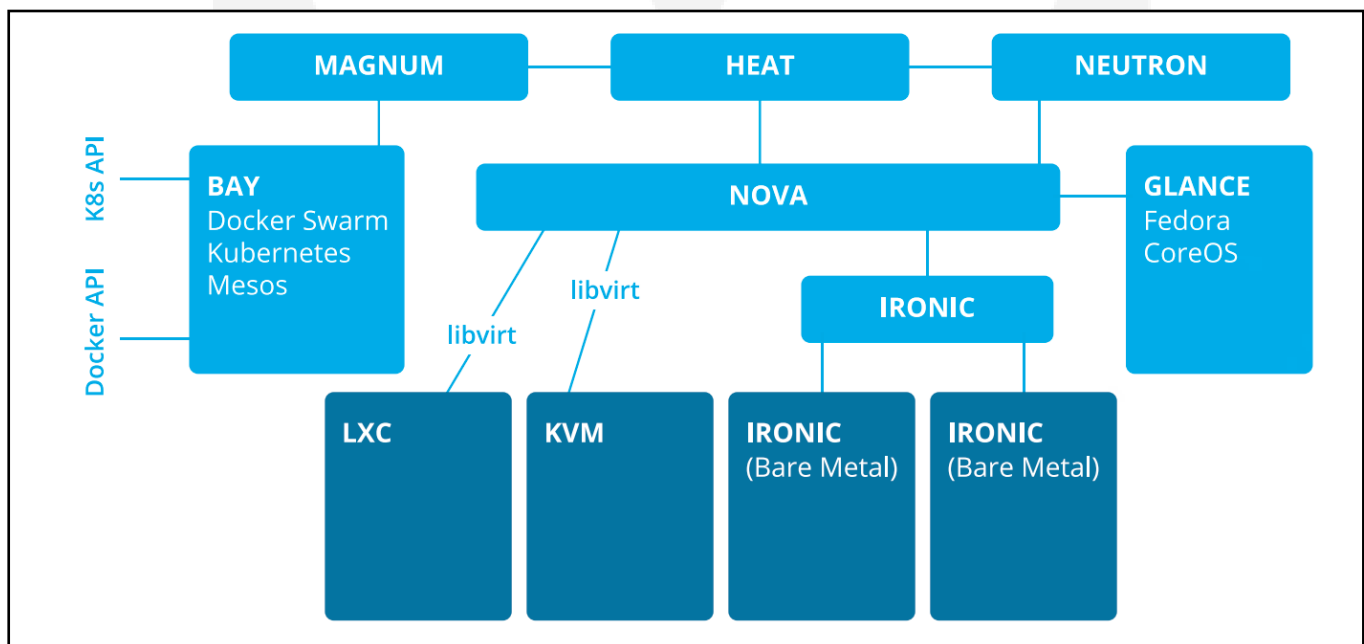 MAGNUM
HEAT
NEUTRON
K8s API
Docker API
BAY
Docker Swarm
Kubernetes
Mesos
NOVA
GLANCE
Fedora
CoreOS
libvirt
libvirt
IRONIC
LXC
KVM
IRONIC
(Bare Metal)
IRONIC
(Bare Metal)